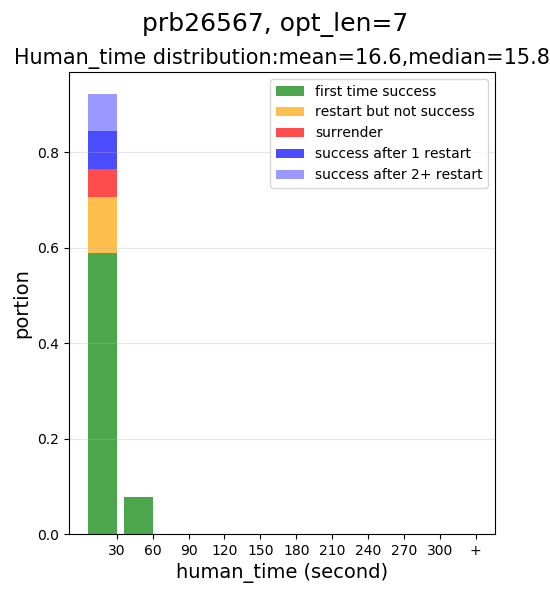 prb26567, opt_len=7
Human_time distribution:mean=16.6,median=15.8
first time success
restart but not success
surrender
success after 1 restart
success after 2+ restart
portion
0.8
0.6
0.4
0.2
0.0
30 60 90 120 150 180 210 240 270 300 +
human_time (second)